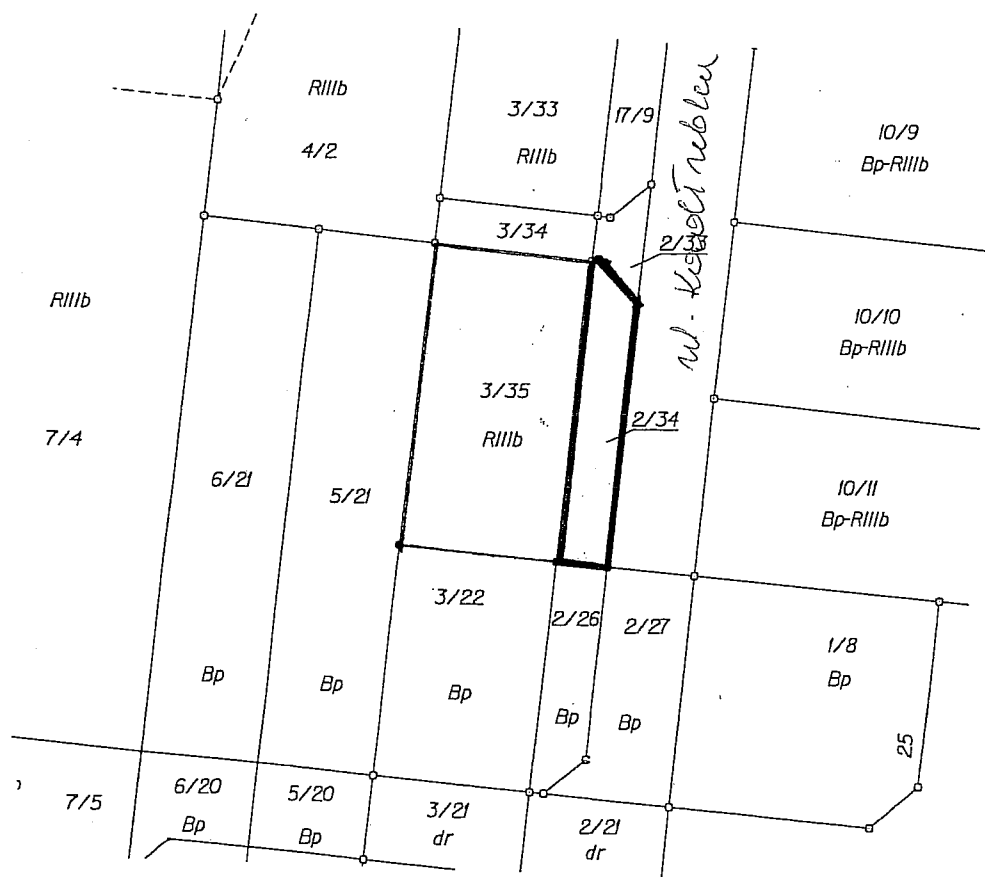 RIIIb
4/2
3/33
RIIIb
17/9
10/9
Bp-RIIIb
3/34
2/33
ul.
RIIIb
7/4
6/21
5/21
3/35
RIIIb
2/34
10/10
Bp-RIIIb
10/11
Bp-RIIIb
3/22
2/26
2/27
1/8
Bp
Bp
Bp
Bp
Bp
Bp
25
7/5
6/20
Bp
5/20
Bp
3/21
dr
2/21
dr